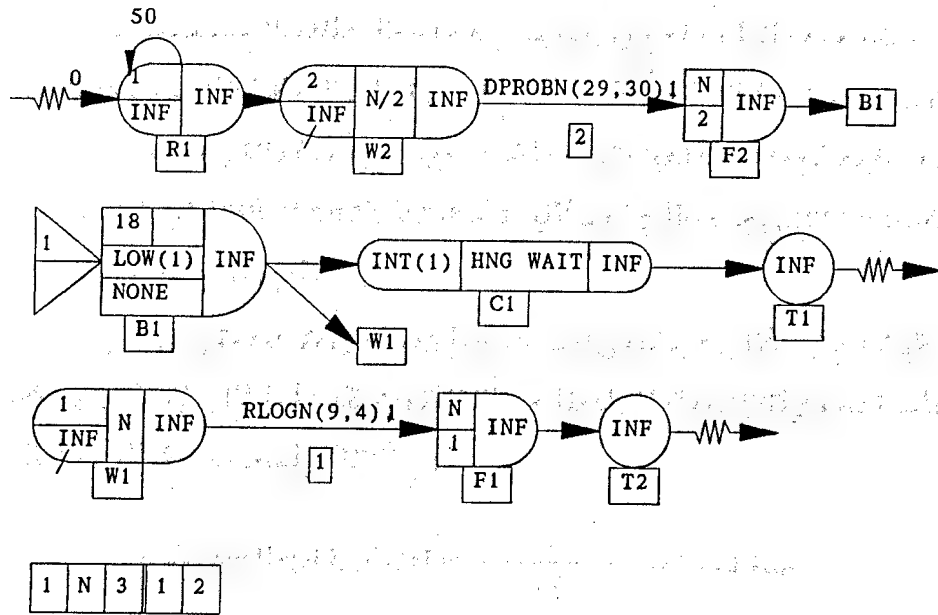 50
0
1
INF
INF
R1
2
INF
N/2
INF
W2
DPROBN(29,30),1
2
N
2
INF
F2
B1
1
18
LOW(1)
NONE
INF
B1
W1
INT(1)
HNG WAIT
INF
C1
INF
T1
1
INF
N
INF
W1
RLOGN(9,4),1
1
N
1
INF
F1
INF
T2
1 N 3 1 2